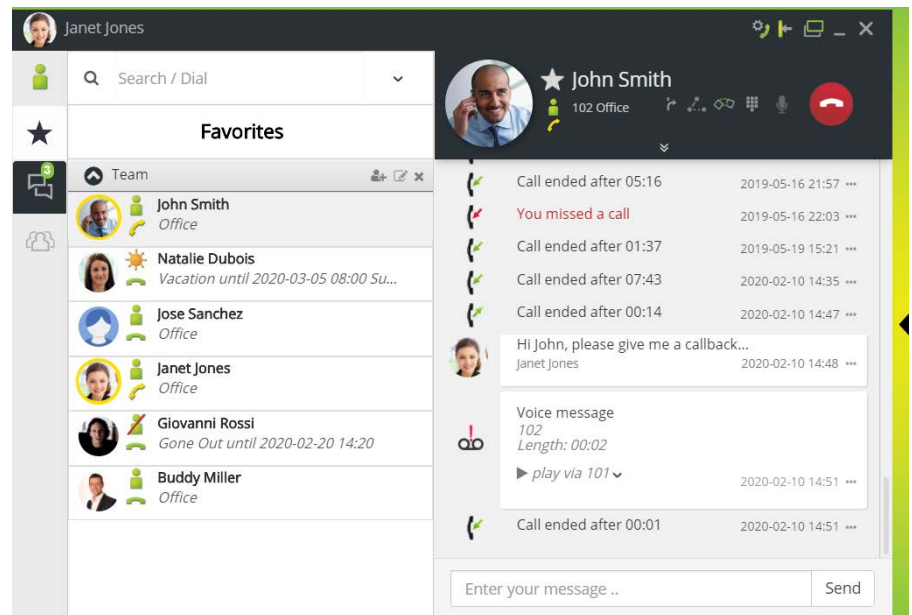 Janet Jones
Search / Dial
Favorites
3
Team
John Smith
Office
Natalie Dubois
Vacation until 2020-03-05 08:00 Su...
Jose Sanchez
Office
Janet Jones
Office
Giovanni Rossi
Gone Out until 2020-02-20 14:20
Buddy Miller
Office
John Smith
102 Office
Call ended after 05:16 2019-05-16 21:57
You missed a call 2019-05-16 22:03
Call ended after 01:37 2019-05-19 15:21
Call ended after 07:43 2020-02-10 14:35
Call ended after 00:14 2020-02-10 14:47
Hi John, please give me a callback...
Janet Jones 2020-02-10 14:48
Voice message
102
Length: 00:02
play via 101
2020-02-10 14:51
Call ended after 00:01 2020-02-10 14:51
Enter your message .. Send